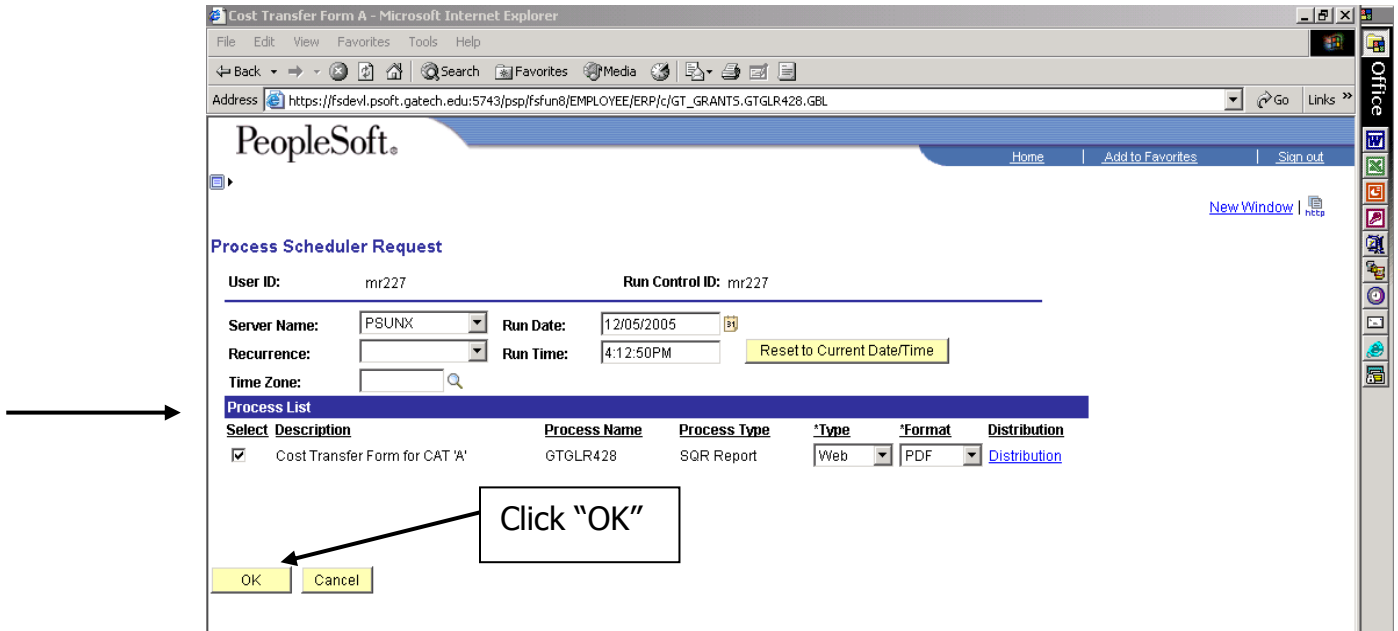 Cost Transfer Form A - Microsoft Internet Explorer
File Edit View Favorites Tools Help
Back Search Favorites Media
Address https://fsdevl.psoft.gatech.edu:5743/psp/fsfun8/EMPLOYEE/ERP/c/GT_GRANTS.GTGLR428.GBL Go Links »
Office
PeopleSoft®
Home | Add to Favorites | Sign out
New Window | http
Process Scheduler Request
User ID: mr227 Run Control ID: mr227
Server Name: PSUNX Run Date: 12/05/2005 31
Recurrence: Run Time: 4:12:50PM Reset to Current Date/Time
Time Zone:
Process List
Select Description Process Name Process Type *Type *Format Distribution
Cost Transfer Form for CAT 'A' GTGLR428 SQR Report Web PDF Distribution
Click “OK”
OK Cancel